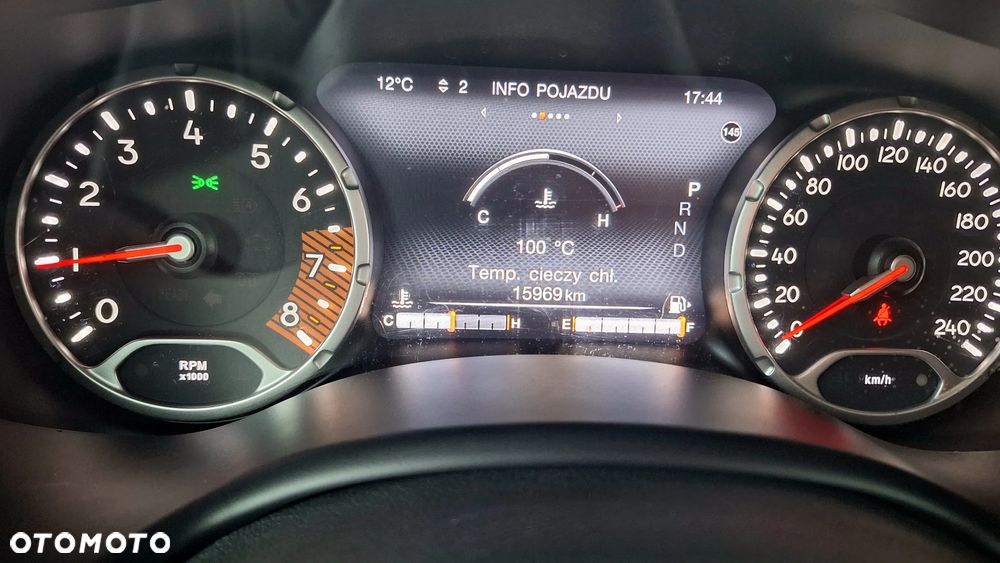 12°C 2 INFO POJAZDU 17:44
145
0 1 2 3 4 5 6 7 8
RPM
x1000
C H
100 °C
Temp. cieczy chł.
15969 km
C H E F
P
R
N
D
0 20 40 60 80 100 120 140 160 180 200 220 240
km/h
OTOMOTO